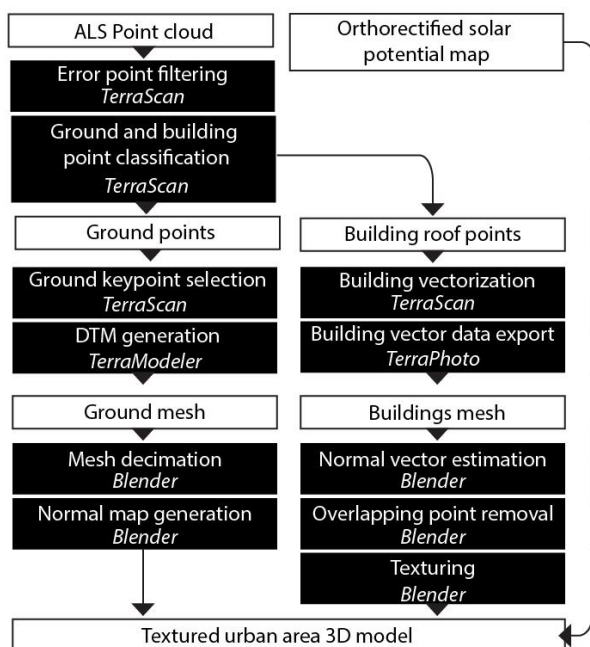 ALS Point cloud
Orthorectified solar
potential map
Error point filtering
TerraScan
Ground and building
point classification
TerraScan
Ground points
Building roof points
Ground keypoint selection
TerraScan
DTM generation
TerraModeler
Building vectorization
TerraScan
Building vector data export
TerraPhoto
Ground mesh
Buildings mesh
Mesh decimation
Blender
Normal map generation
Blender
Normal vector estimation
Blender
Overlapping point removal
Blender
Texturing
Blender
Textured urban area 3D model